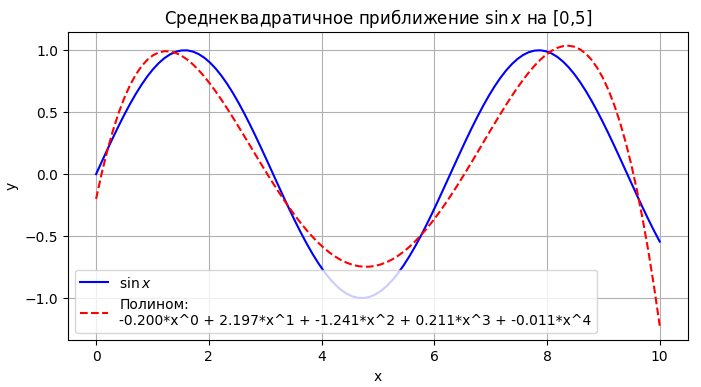 Среднеквадратичное приближение sin x на [0,5]
y
1.0
0.5
0.0
−0.5
−1.0
sin x
Полином:
-0.200*x^0 + 2.197*x^1 + -1.241*x^2 + 0.211*x^3 + -0.011*x^4
0 2 4 6 8 10
x